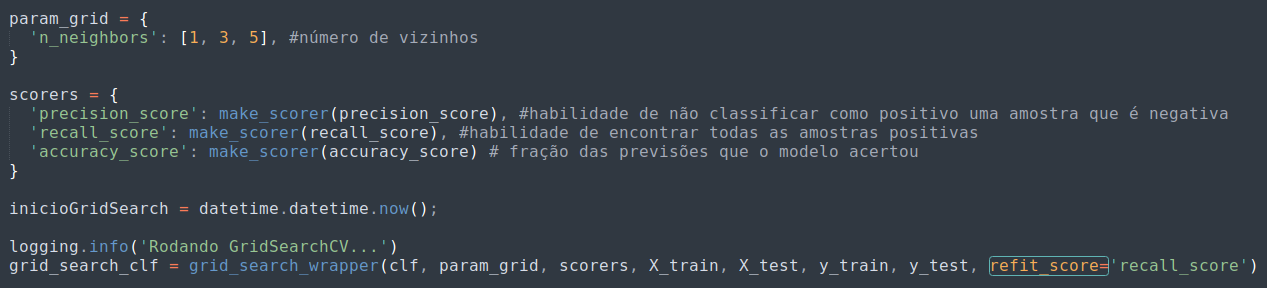 param_grid = {
'n_neighbors': [1, 3, 5], #número de vizinhos
}
scorers = {
'precision_score': make_scorer(precision_score), #habilidade de não classificar como positivo uma amostra que é negativa
'recall_score': make_scorer(recall_score), #habilidade de encontrar todas as amostras positivas
'accuracy_score': make_scorer(accuracy_score) # fração das previsões que o modelo acertou
}
inicioGridSearch = datetime.datetime.now();
logging.info('Rodando GridSearchCV...')
grid_search_clf = grid_search_wrapper(clf, param_grid, scorers, X_train, X_test, y_train, y_test, refit_score='recall_score')